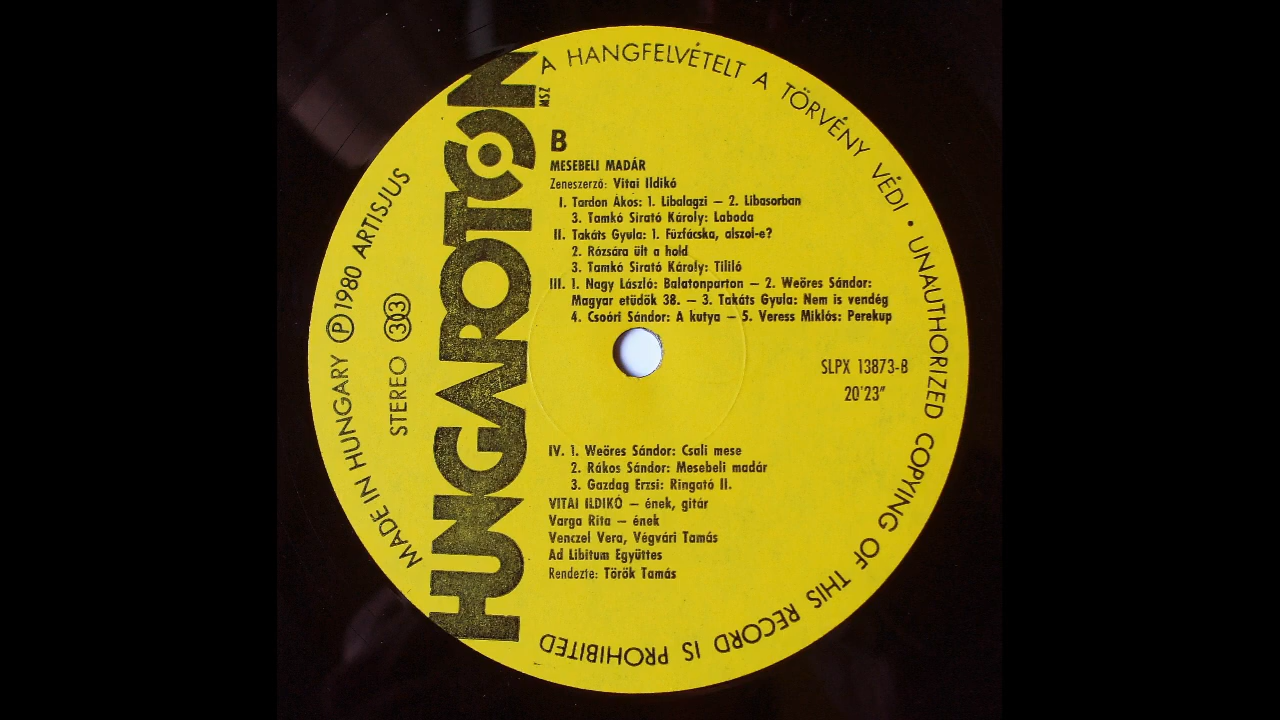 A HANGFELVÉTELT A TÖRVÉNY VÉDI • UNAUTHORIZED COPYING OF THIS RECORD IS PROHIBITED
MADE IN HUNGARY Ⓟ 1980 ARTISJUS
STEREO 33
HUNGAROTON
MSZ
B
MESEBELI MADÁR
Zeneszerző: Vitai Ildikó
I. Tardon Ákos: 1. Libalagzi — 2. Libasorban
3. Tamkó Sirató Károly: Laboda
II. Takáts Gyula: 1. Fűzfácska, alszol-e?
2. Rózsára ült a hold
3. Tamkó Sirató Károly: Tililó
III. 1. Nagy László: Balatonparton — 2. Weöres Sándor:
Magyar etüdök 38. — 3. Takáts Gyula: Nem is vendég
4. Csoóri Sándor: A kutya — 5. Veress Miklós: Perekup
SLPX 13873-B
20'23"
IV. 1. Weöres Sándor: Csali mese
2. Rákos Sándor: Mesebeli madár
3. Gazdag Erzsi: Ringató II.
VITAI ILDIKÓ — ének, gitár
Varga Rita — ének
Venczel Vera, Végvári Tamás
Ad Libitum Együttes
Rendezte: Török Tamás